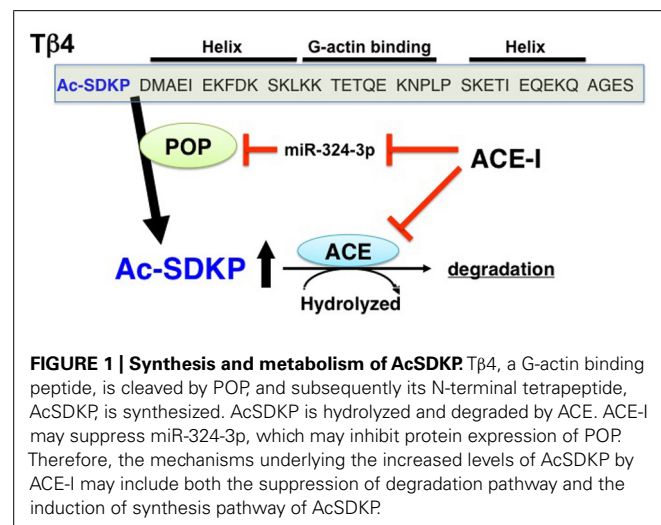 Tβ4
Helix G-actin binding Helix
Ac-SDKP DMAEI EKFDK SKLKK TETQE KNPLP SKETI EQEKQ AGES
POP miR-324-3p ACE-I
Ac-SDKP ACE degradation
Hydrolyzed
FIGURE 1 | Synthesis and metabolism of AcSDKP. Tβ4, a G-actin binding
peptide, is cleaved by POP, and subsequently its N-terminal tetrapeptide,
AcSDKP, is synthesized. AcSDKP is hydrolyzed and degraded by ACE. ACE-I
may suppress miR-324-3p, which may inhibit protein expression of POP.
Therefore, the mechanisms underlying the increased levels of AcSDKP by
ACE-I may include both the suppression of degradation pathway and the
induction of synthesis pathway of AcSDKP.